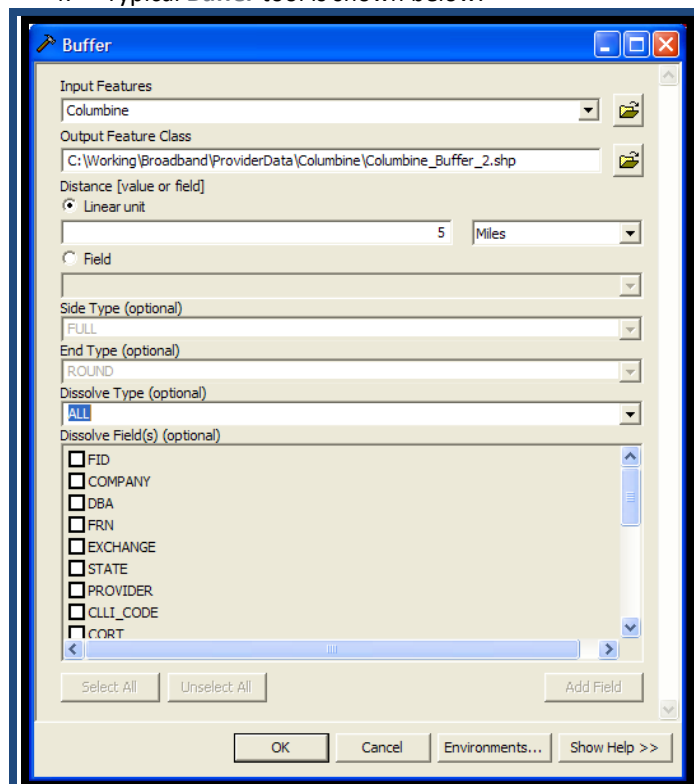 Typical Buffer tool is shown below:
Buffer
Input Features
Columbine
Output Feature Class
C:\Working\Broadband\ProviderData\Columbine\Columbine_Buffer_2.shp
Distance [value or field]
Linear unit
5 Miles
Field
Side Type (optional)
FULL
End Type (optional)
ROUND
Dissolve Type (optional)
ALL
Dissolve Field(s) (optional)
FID
COMPANY
DBA
FRN
EXCHANGE
STATE
PROVIDER
CLLI_CODE
CORT
Select All Unselect All Add Field
OK Cancel Environments... Show Help >>